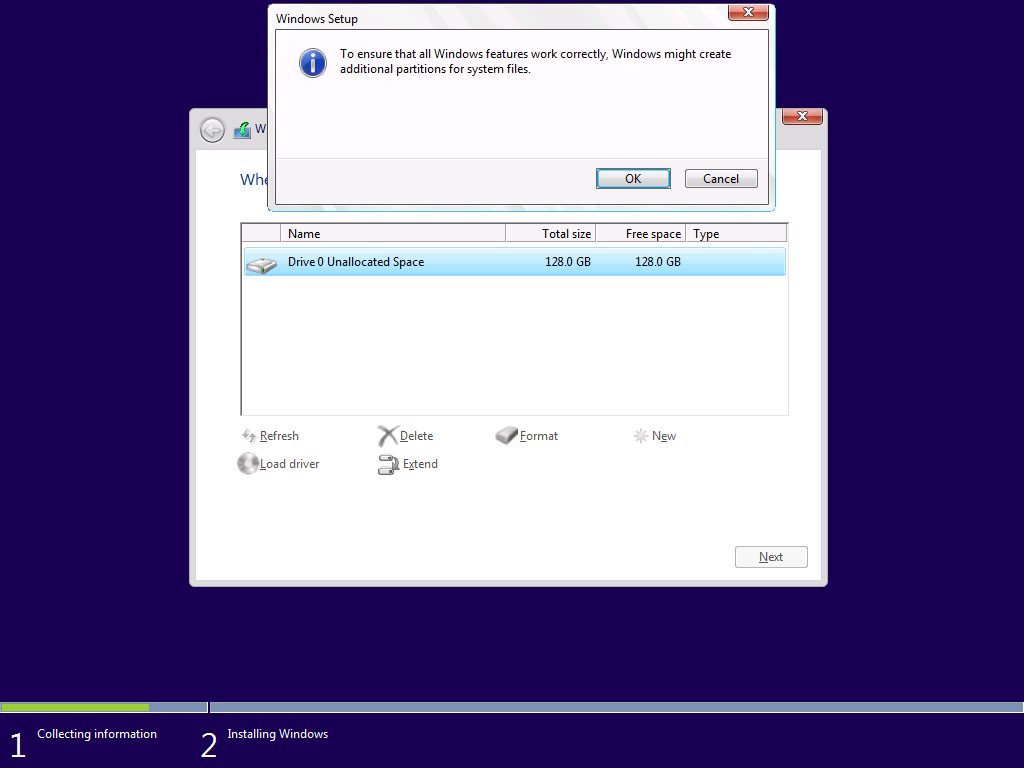 Windows Setup
To ensure that all Windows features work correctly, Windows might create
additional partitions for system files.
OK Cancel
W
Whe
Name Total size Free space Type
Drive 0 Unallocated Space 128.0 GB 128.0 GB
Refresh Delete Format New
Load driver Extend
Next
1 Collecting information 2 Installing Windows